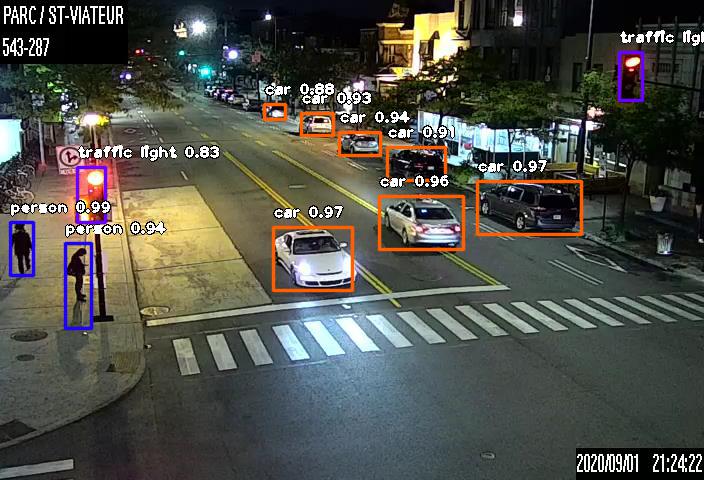 PARC / ST-VIATEUR
543-287
traffic ligh
car 0.88
car 0.93
car 0.94
car 0.91
traffic light 0.83
car 0.97
car 0.96
person 0.99
car 0.97
person 0.94
2020/09/01 21:24:22